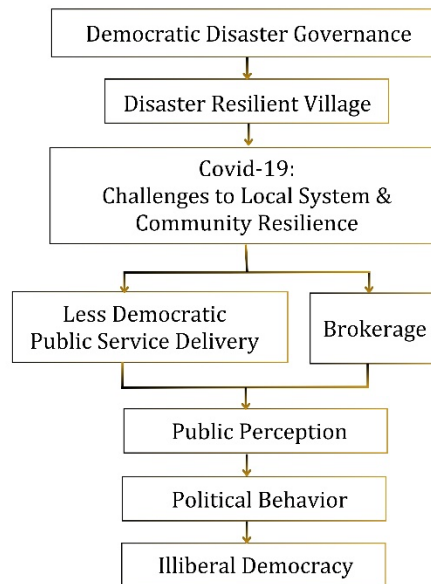 Democratic Disaster Governance
Disaster Resilient Village
Covid-19:
Challenges to Local System &
Community Resilience
Less Democratic
Public Service Delivery
Brokerage
Public Perception
Political Behavior
Illiberal Democracy